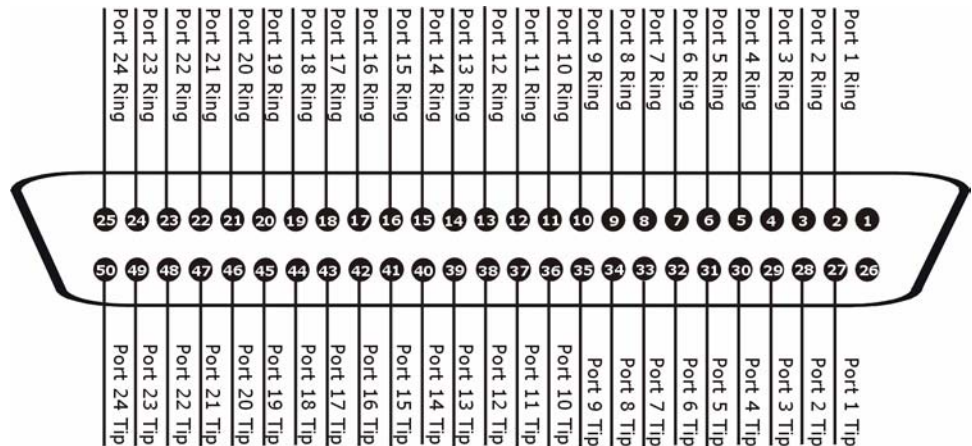 Port 24 Ring
Port 23 Ring
Port 22 Ring
Port 21 Ring
Port 20 Ring
Port 19 Ring
Port 18 Ring
Port 17 Ring
Port 16 Ring
Port 15 Ring
Port 14 Ring
Port 13 Ring
Port 12 Ring
Port 11 Ring
Port 10 Ring
Port 9 Ring
Port 8 Ring
Port 7 Ring
Port 6 Ring
Port 5 Ring
Port 4 Ring
Port 3 Ring
Port 2 Ring
Port 1 Ring
25 24 23 22 21 20 19 18 17 16 15 14 13 12 11 10 9 8 7 6 5 4 3 2 1
50 49 48 47 46 45 44 43 42 41 40 39 38 37 36 35 34 33 32 31 30 29 28 27 26
Port 24 Tip
Port 23 Tip
Port 22 Tip
Port 21 Tip
Port 20 Tip
Port 19 Tip
Port 18 Tip
Port 17 Tip
Port 16 Tip
Port 15 Tip
Port 14 Tip
Port 13 Tip
Port 12 Tip
Port 11 Tip
Port 10 Tip
Port 9 Tip
Port 8 Tip
Port 7 Tip
Port 6 Tip
Port 5 Tip
Port 4 Tip
Port 3 Tip
Port 2 Tip
Port 1 Tip